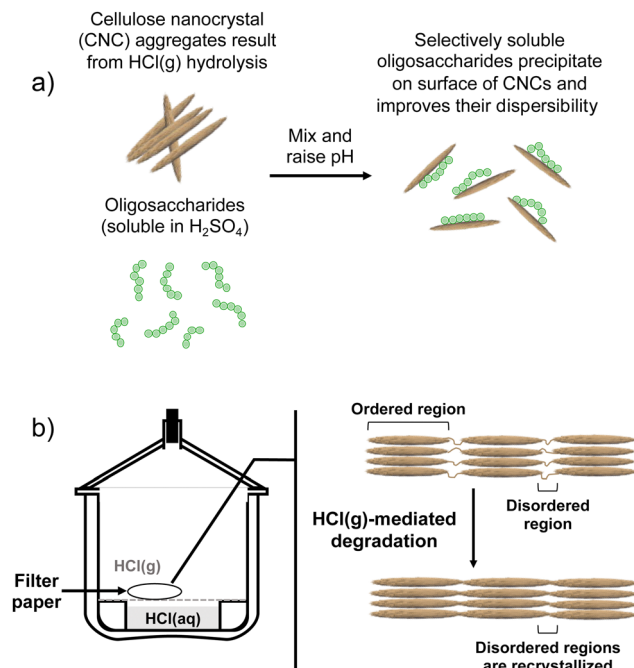 Cellulose nanocrystal
(CNC) aggregates result
from HCl(g) hydrolysis
a)
Oligosaccharides
(soluble in H₂SO₄)
Mix and
raise pH
Selectively soluble
oligosaccharides precipitate
on surface of CNCs and
improves their dispersibility
b)
HCl(g)
Filter
paper
HCl(aq)
Ordered region
Disordered
region
HCl(g)-mediated
degradation
Disordered regions
are recrystallized